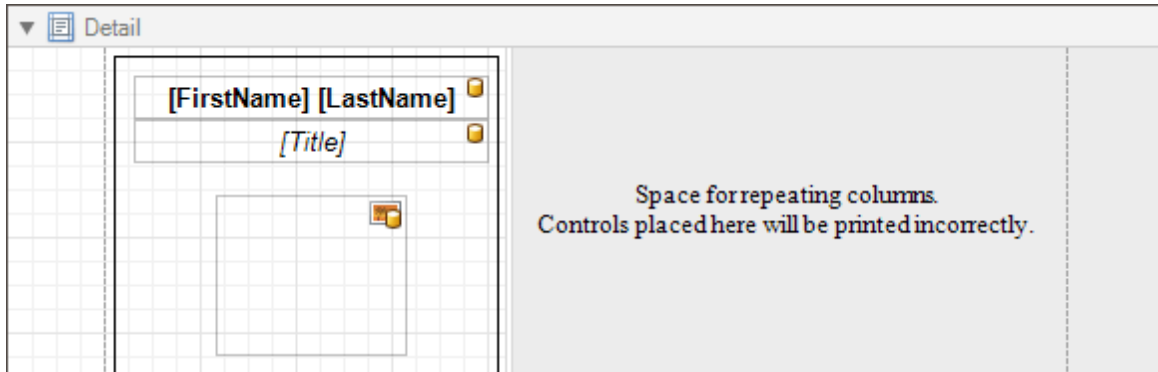 Detail
[FirstName] [LastName]
[Title]
Space for repeating columns.
Controls placed here will be printed incorrectly.